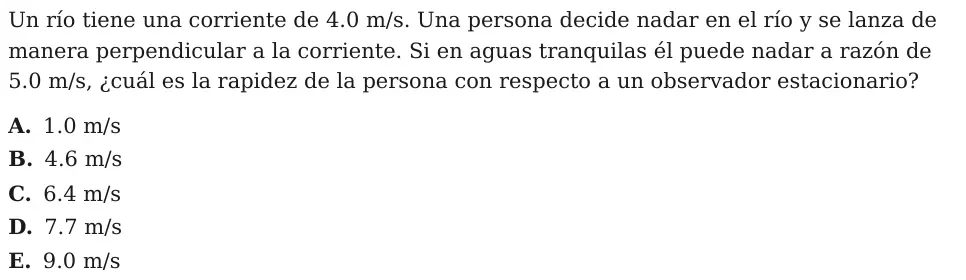 Un río tiene una corriente de 4.0 m/s. Una persona decide nadar en el río y se lanza de
manera perpendicular a la corriente. Si en aguas tranquilas él puede nadar a razón de
5.0 m/s, ¿cuál es la rapidez de la persona con respecto a un observador estacionario?
A. 1.0 m/s
B. 4.6 m/s
C. 6.4 m/s
D. 7.7 m/s
E. 9.0 m/s